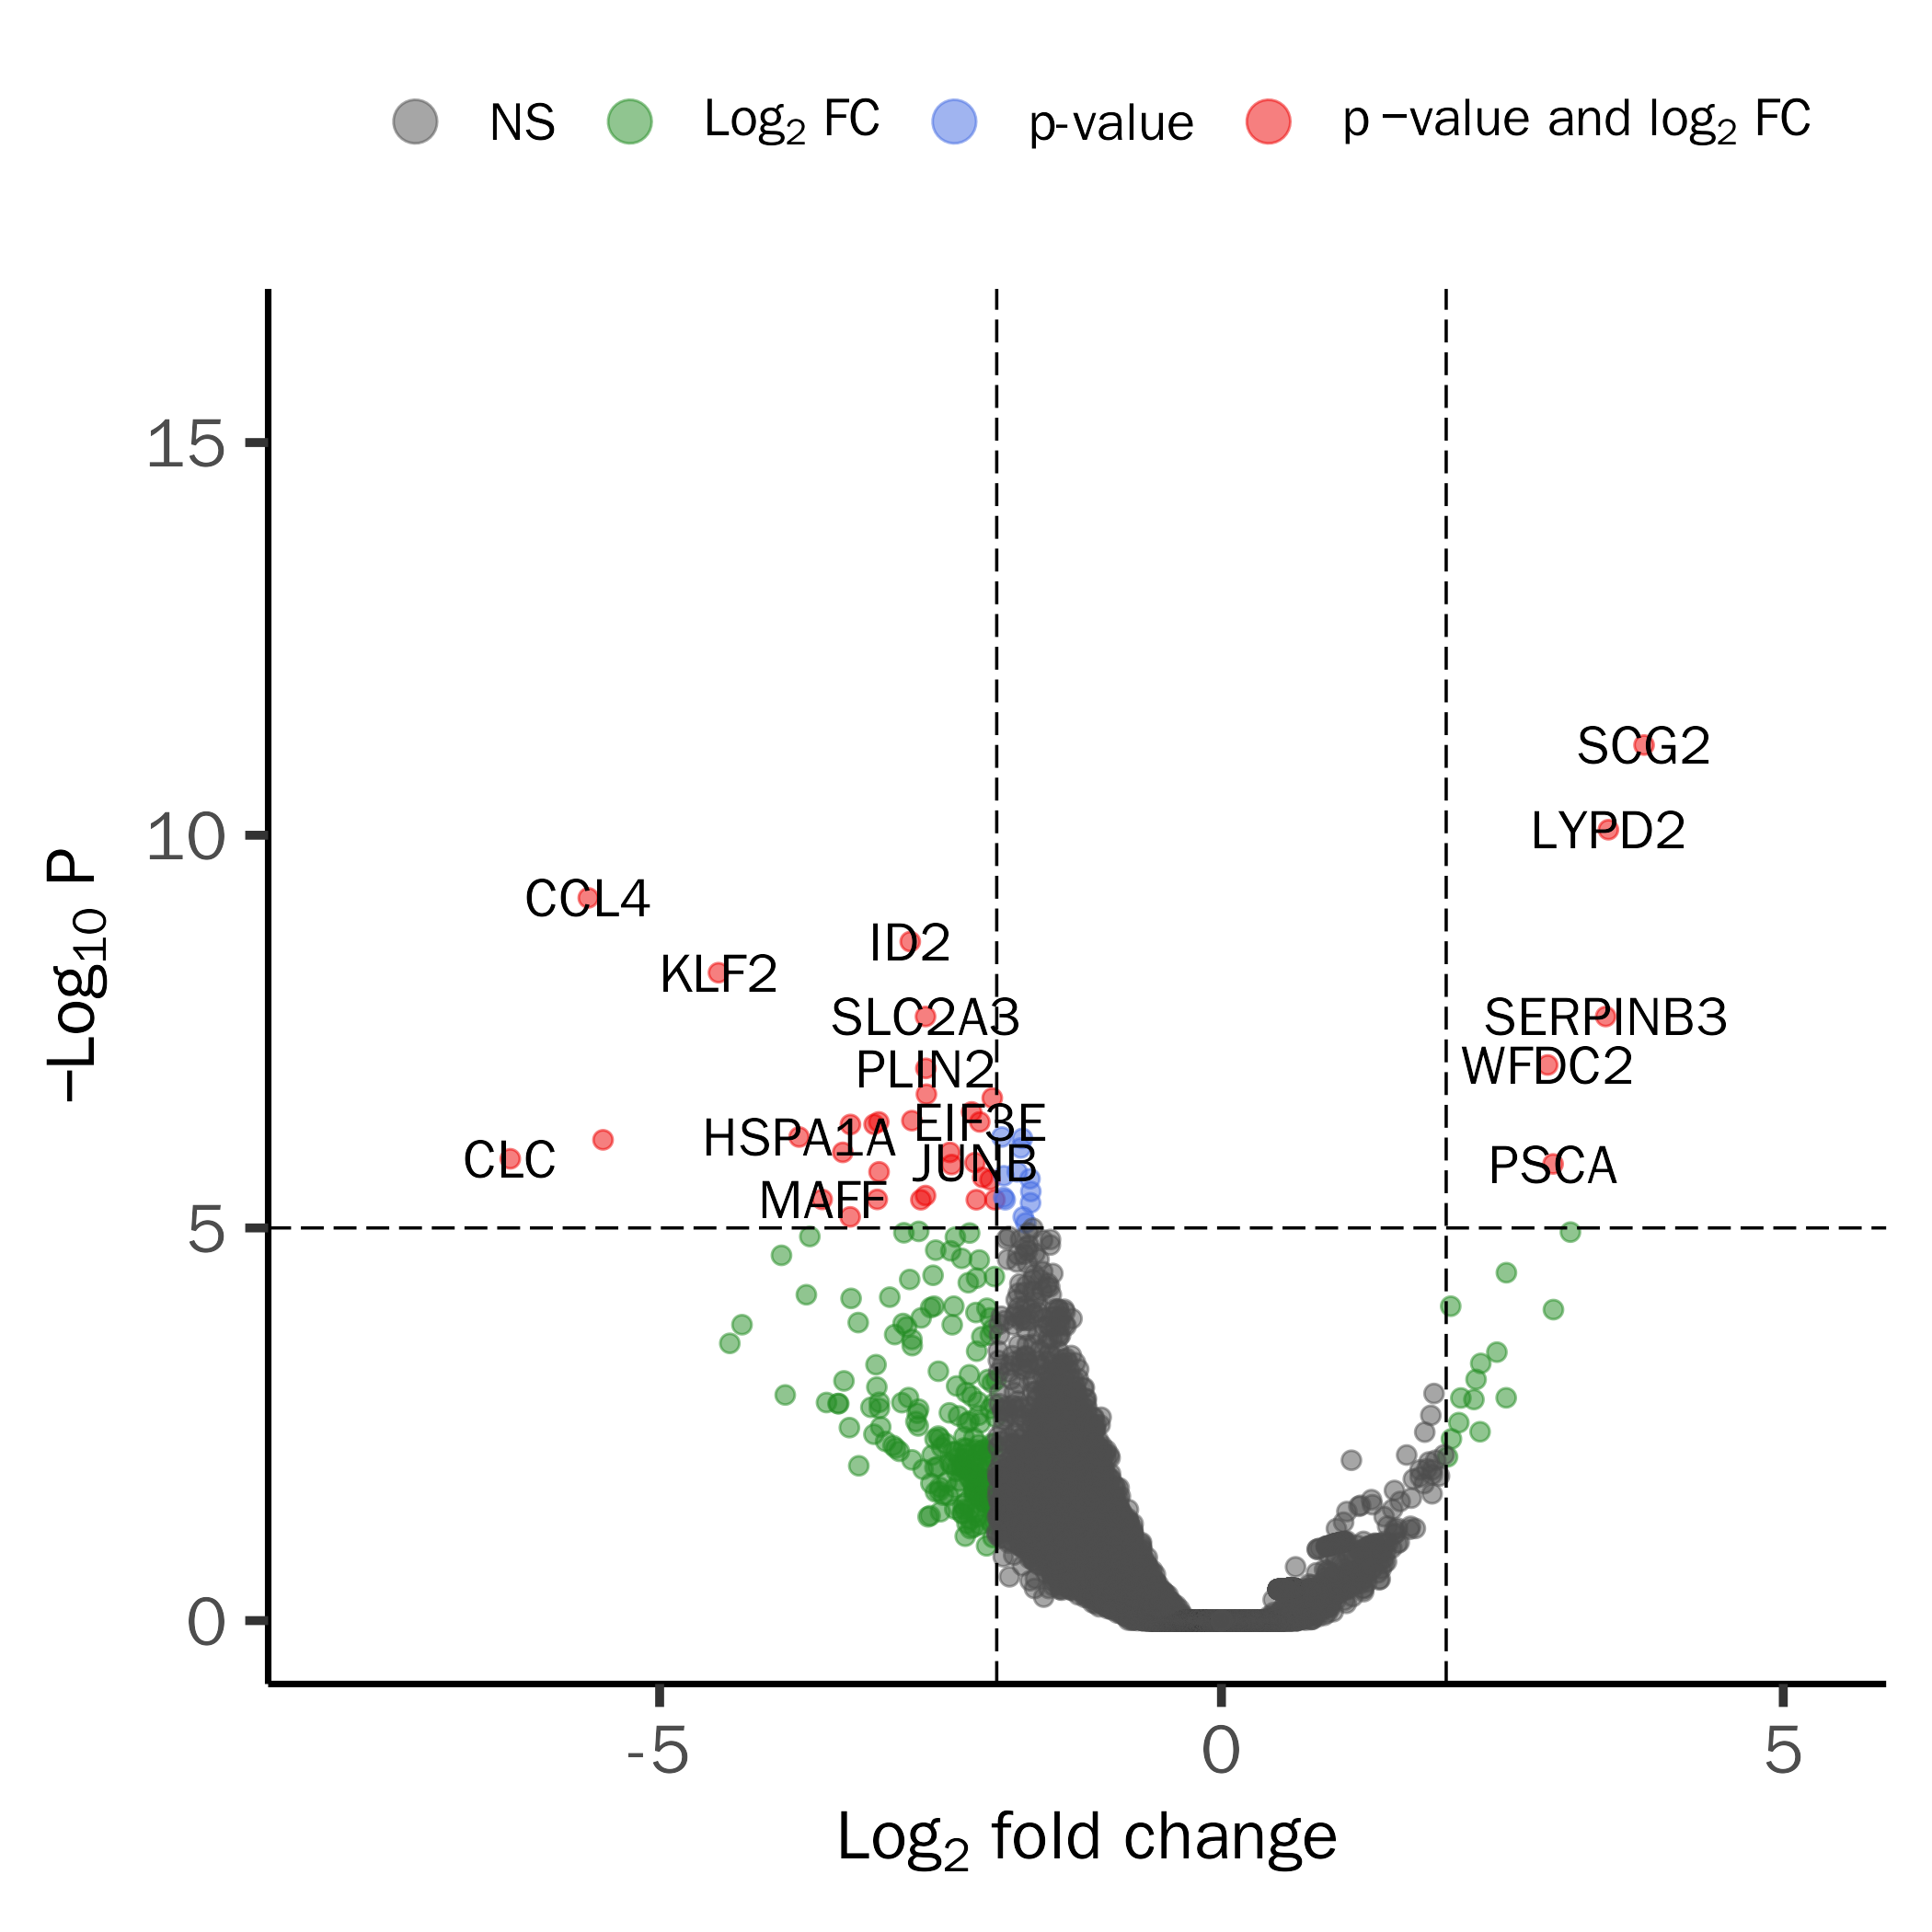 NS Log2 FC p-value p −value and log2 FC
15
SCG2
10
LYPD2
CCL4
ID2
KLF2
SLC2A3
SERPINB3
PLIN2
WFDC2
EIF3E
HSPA1A
CLC
JUNB
PSCA
MAFF
5
0
−Log10 P
-5 0 5
Log2 fold change